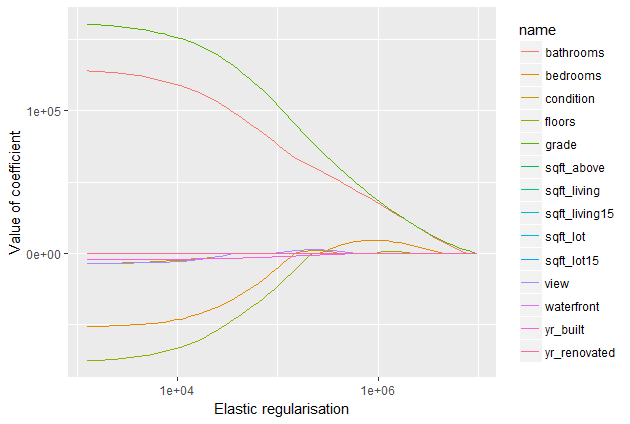 name
bathrooms
bedrooms
condition
floors
grade
sqft_above
sqft_living
sqft_living15
sqft_lot
sqft_lot15
view
waterfront
yr_built
yr_renovated
Value of coefficient
1e+05
0e+00
1e+04
1e+06
Elastic regularisation